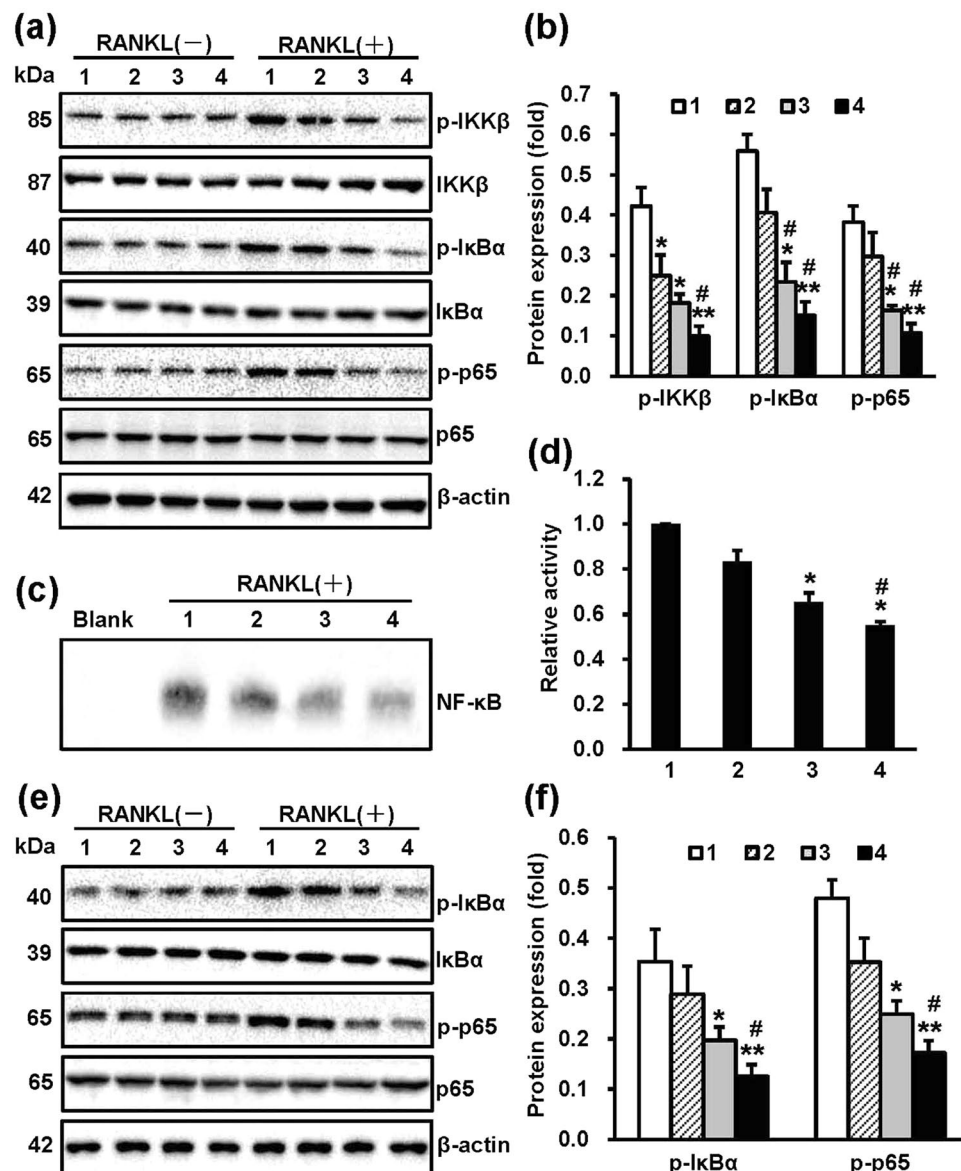 (a)
RANKL(－) RANKL(＋)
kDa 1 2 3 4 1 2 3 4
85 p-IKKβ
87 IKKβ
40 p-IκBα
39 IκBα
65 p-p65
65 p65
42 β-actin
(b)
Protein expression (fold)
0.7
0.6
0.5
0.4
0.3
0.2
0.1
0.0
1 2 3 4
* * # **
# * # **
# * # **
p-IKKβ p-IκBα p-p65
(c)
RANKL(＋)
Blank 1 2 3 4
NF-κB
(d)
Relative activity
1.0
0.8
0.6
0.4
0.2
0.0
* # *
1 2 3 4
(e)
RANKL(－) RANKL(＋)
kDa 1 2 3 4 1 2 3 4
40 p-IκBα
39 IκBα
65 p-p65
65 p65
42 β-actin
(f)
Protein expression (fold)
0.6
0.5
0.4
0.3
0.2
0.1
0.0
1 2 3 4
* # **
* # **
p-IκBα p-p65